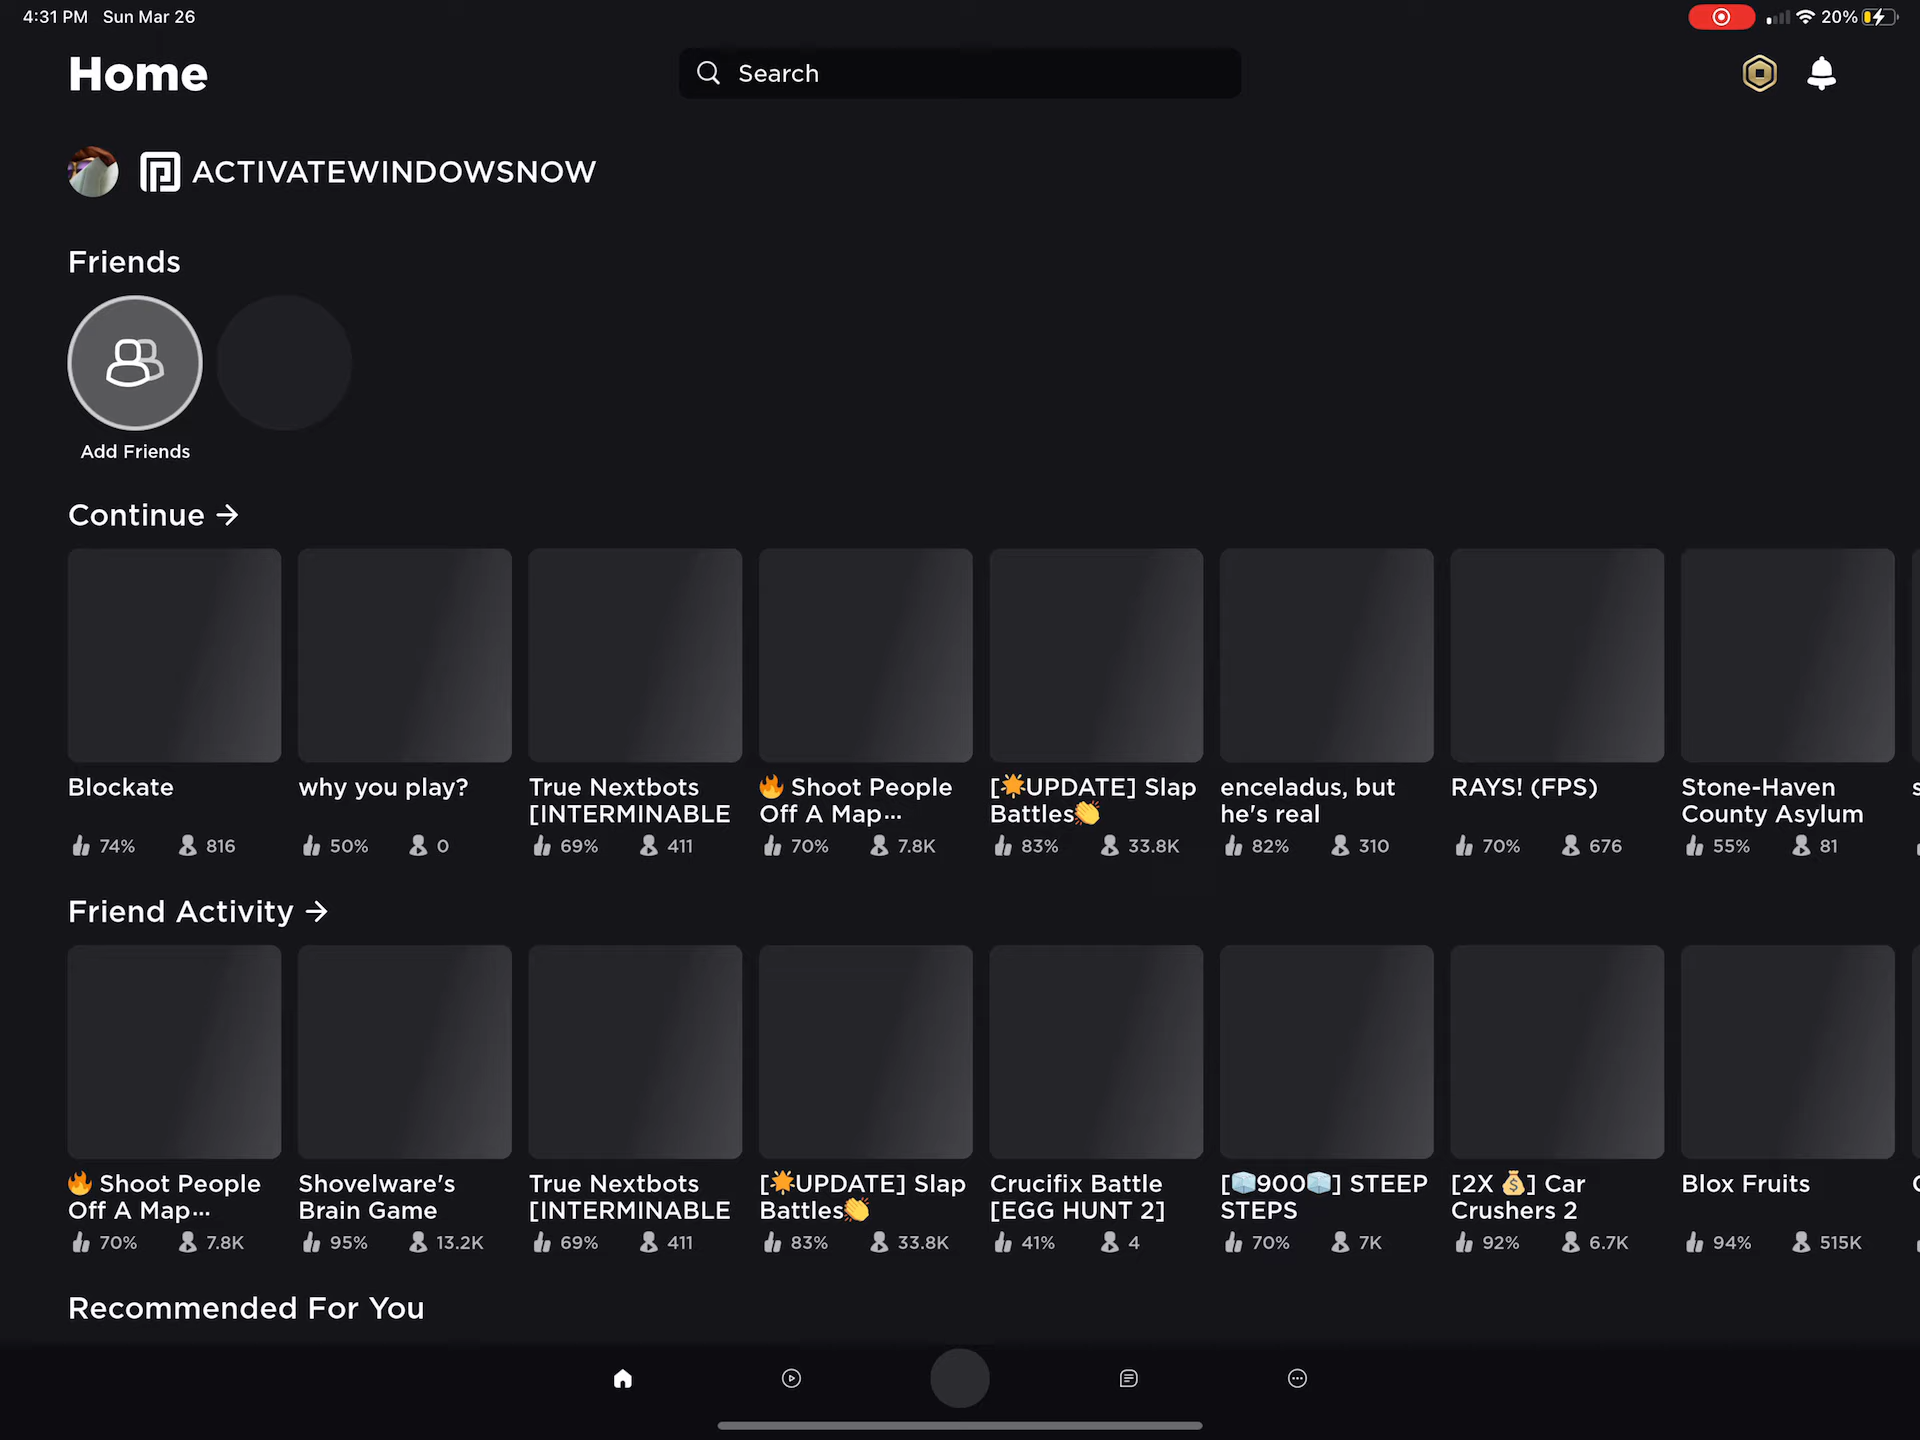 4:31 PM Sun Mar 26
20%
Home
Search
ACTIVATEWINDOWSNOW
Friends
Add Friends
Continue →
Blockate
74% 816
why you play?
50% 0
True Nextbots
[INTERMINABLE
69% 411
🔥 Shoot People
Off A Map...
70% 7.8K
[🌟UPDATE] Slap
Battles👏
83% 33.8K
enceladus, but
he's real
82% 310
RAYS! (FPS)
70% 676
Stone-Haven
County Asylum
55% 81
Friend Activity →
🔥 Shoot People
Off A Map...
70% 7.8K
Shovelware's
Brain Game
95% 13.2K
True Nextbots
[INTERMINABLE
69% 411
[🌟UPDATE] Slap
Battles👏
83% 33.8K
Crucifix Battle
[EGG HUNT 2]
41% 4
[🧊900🧊] STEEP
STEPS
70% 7K
[2X 💰] Car
Crushers 2
92% 6.7K
Blox Fruits
94% 515K
Recommended For You